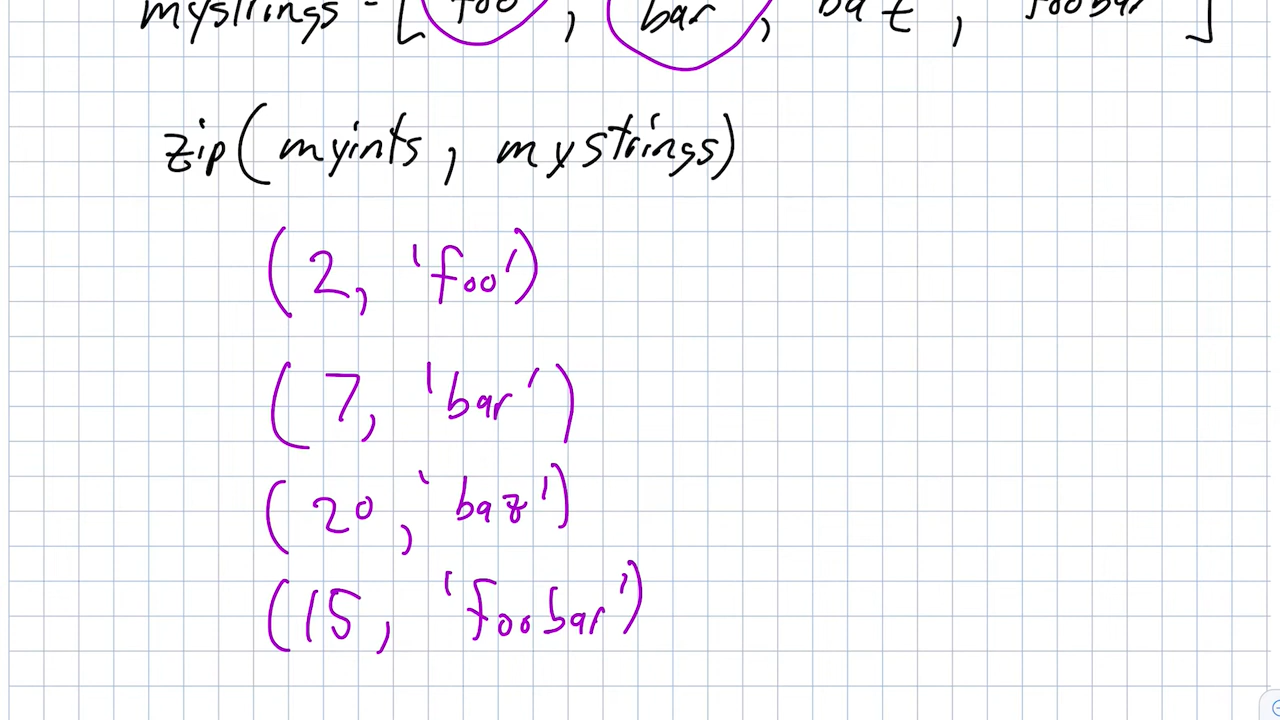 mystrings = [ foo , bar , baz , foobar ]
zip( myints , mystrings)
( 2, 'foo')
( 7, 'bar')
( 20, 'baz')
(15, 'foobar')